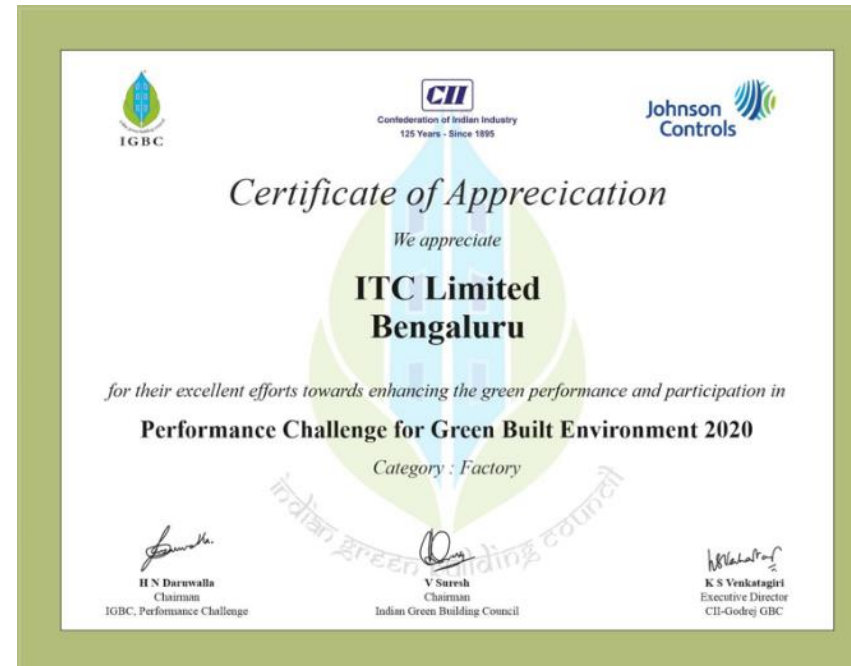 IGBC
CII
Confederation of Indian Industry
125 Years - Since 1895
Johnson
Controls
Certificate of Apprecication
We appreciate
ITC Limited
Bengaluru
for their excellent efforts towards enhancing the green performance and participation in
Performance Challenge for Green Built Environment 2020
Category : Factory
indian green building council
H N Daruwalla
Chairman
IGBC, Performance Challenge
V Suresh
Chairman
Indian Green Building Council
K S Venkatagiri
Executive Director
CII-Godrej GBC